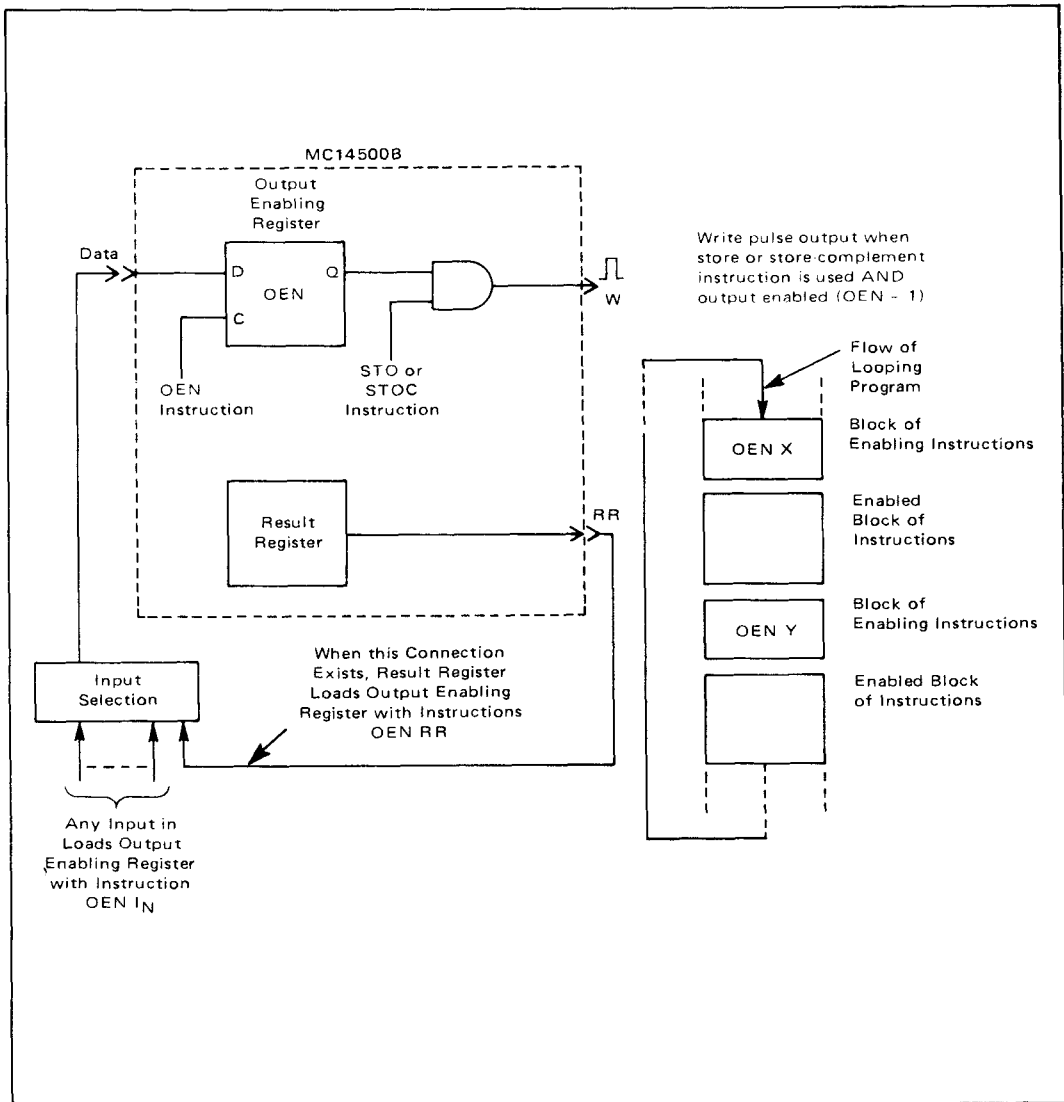 MC14500B
Output
Enabling
Register
Data
D
Q
OEN
C
W
OEN
Instruction
STO or
STOC
Instruction
Result
Register
RR
Input
Selection
When this Connection
Exists, Result Register
Loads Output Enabling
Register with Instructions
OEN RR
Any Input in
Loads Output
Enabling Register
with Instruction
OEN IN
Write pulse output when
store or store-complement
instruction is used AND
output enabled (OEN - 1)
Flow of
Looping
Program
OEN X
Block of
Enabling Instructions
Enabled
Block of
Instructions
OEN Y
Block of
Enabling Instructions
Enabled Block
of Instructions